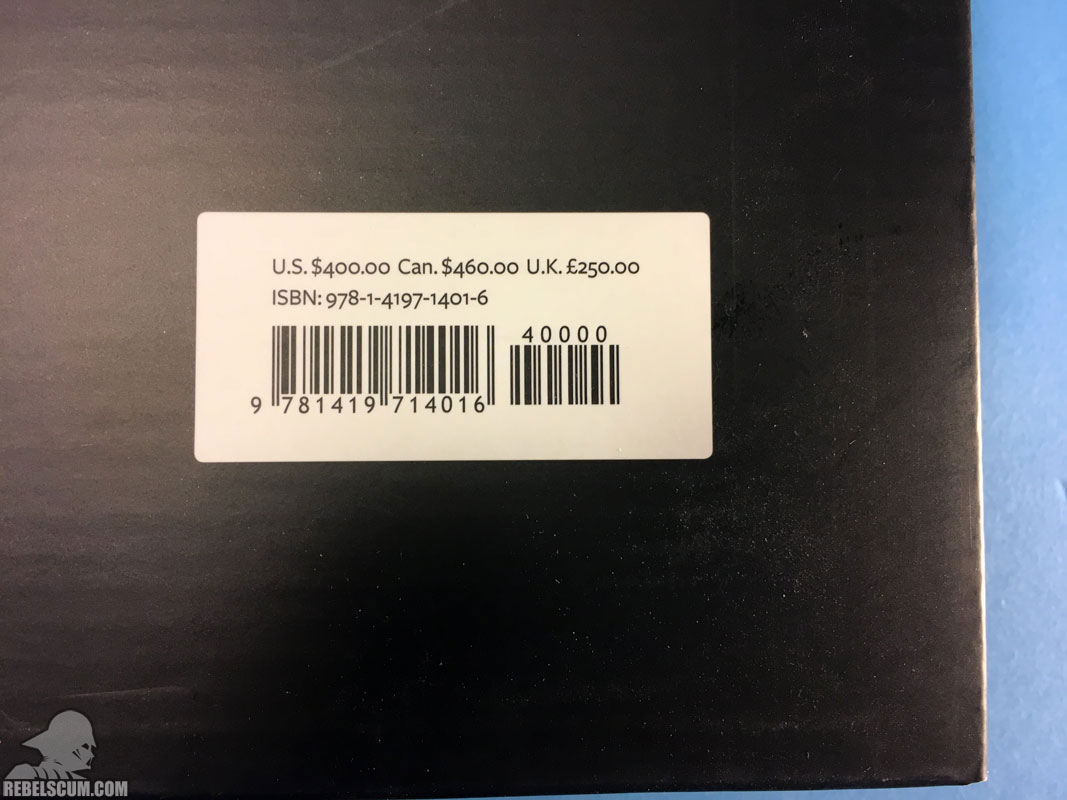 U.S. $400.00 Can. $460.00 U.K. £250.00
ISBN: 978-1-4197-1401-6
40000
9 781419 714016
REBELSCUM.COM